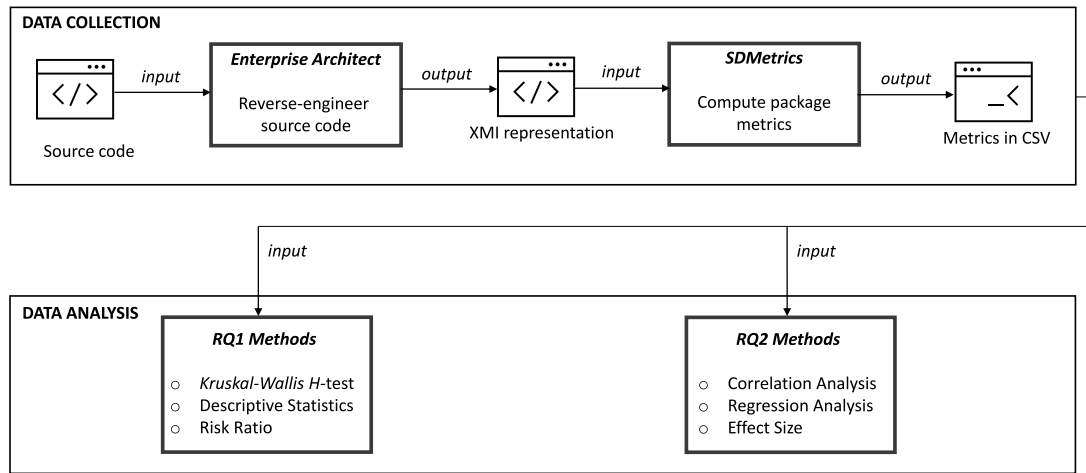 DATA COLLECTION
input
Enterprise Architect
Reverse-engineer
source code
output
input
SDMetrics
Compute package
metrics
output
</>
</>
_<
Source code
XMI representation
Metrics in CSV
input
input
DATA ANALYSIS
RQ1 Methods
○ Kruskal-Wallis H-test
○ Descriptive Statistics
○ Risk Ratio
RQ2 Methods
○ Correlation Analysis
○ Regression Analysis
○ Effect Size